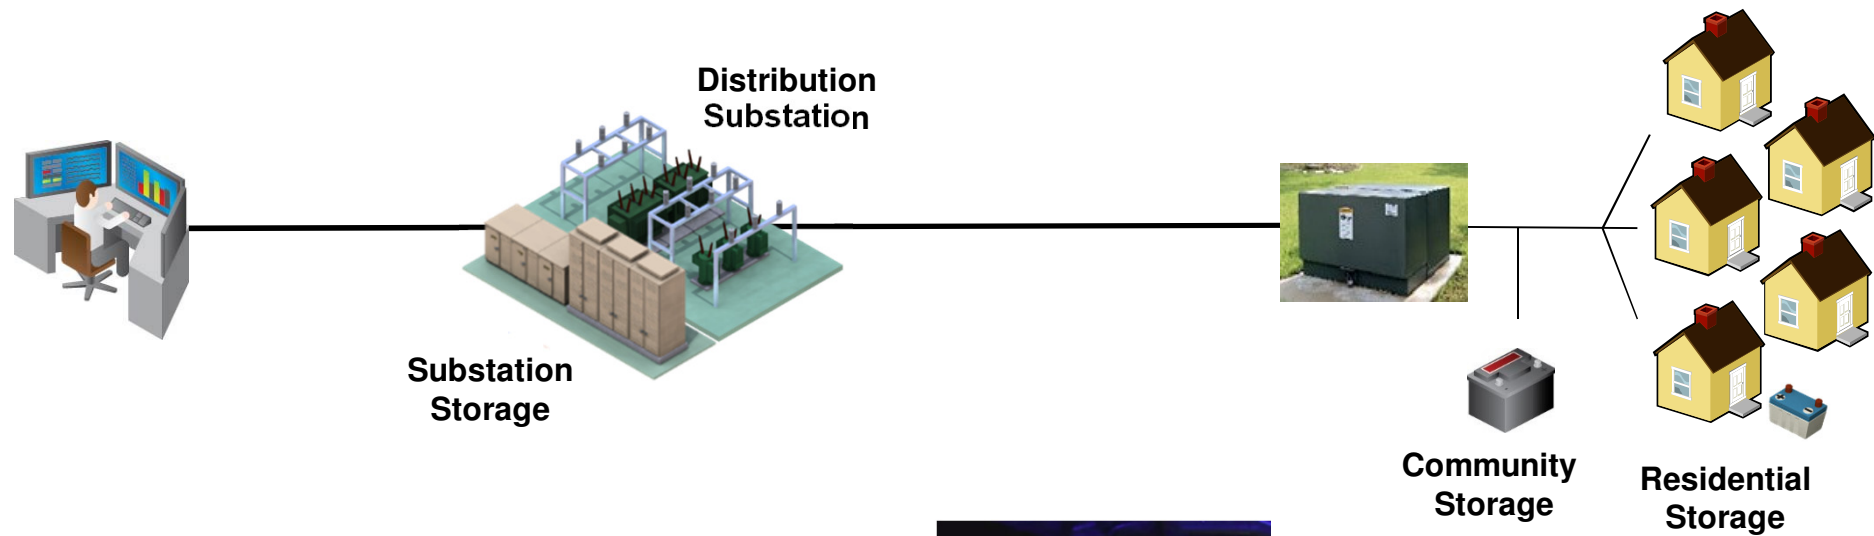 Distribution
Substation
Substation
Storage
Community
Storage
Residential
Storage